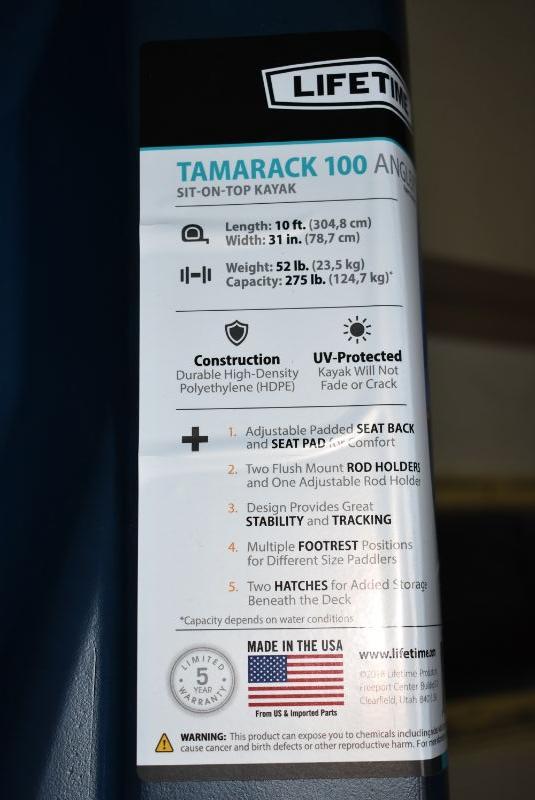 LIFETIME
TAMARACK 100 ANGLER
SIT-ON-TOP KAYAK
Length: 10 ft. (304,8 cm)
Width: 31 in. (78,7 cm)
Weight: 52 lb. (23,5 kg)
Capacity: 275 lb. (124,7 kg)*
Construction
Durable High-Density
Polyethylene (HDPE)
UV-Protected
Kayak Will Not
Fade or Crack
1. Adjustable Padded SEAT BACK
and SEAT PAD for Comfort
2. Two Flush Mount ROD HOLDERS
and One Adjustable Rod Holder
3. Design Provides Great
STABILITY and TRACKING
4. Multiple FOOTREST Positions
for Different Size Paddlers
5. Two HATCHES for Added Storage
Beneath the Deck
*Capacity depends on water conditions
LIMITED
5
YEAR
WARRANTY
MADE IN THE USA
From US & Imported Parts
www.lifetime.com
Lifetime Products
Freeport Center Building
Clearfield, Utah
WARNING: This product can expose you to chemicals including
cause cancer and birth defects or other reproductive harm. For more